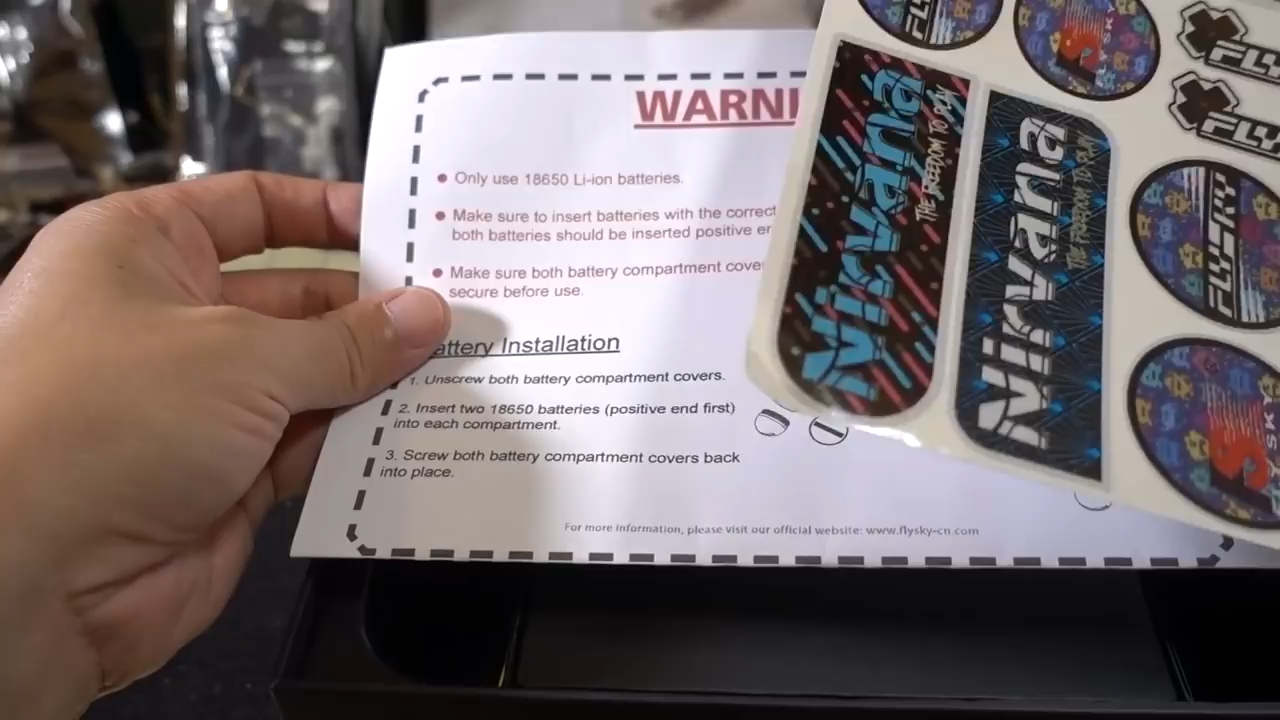 WARNI
Only use 18650 Li-ion batteries.
Make sure to insert batteries with the correct
both batteries should be inserted positive en
Make sure both battery compartment cove
secure before use.
attery Installation
1. Unscrew both battery compartment covers.
2. Insert two 18650 batteries (positive end first)
into each compartment.
3. Screw both battery compartment covers back
into place.
For more information, please visit our official website: www.flysky-cn.com
Nirvana
THE FREEDOM TO PLAY
Nirvana
THE FREEDOM TO PLAY
FLY
FLYSKY
FLY
FLY
FLYSKY
FLYSKY